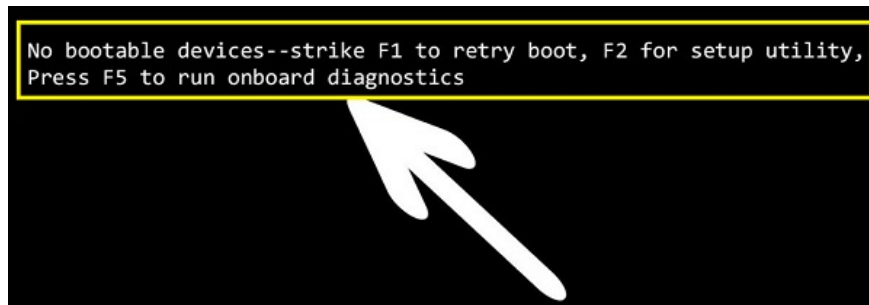 No bootable devices--strike F1 to retry boot, F2 for setup utility,
Press F5 to run onboard diagnostics